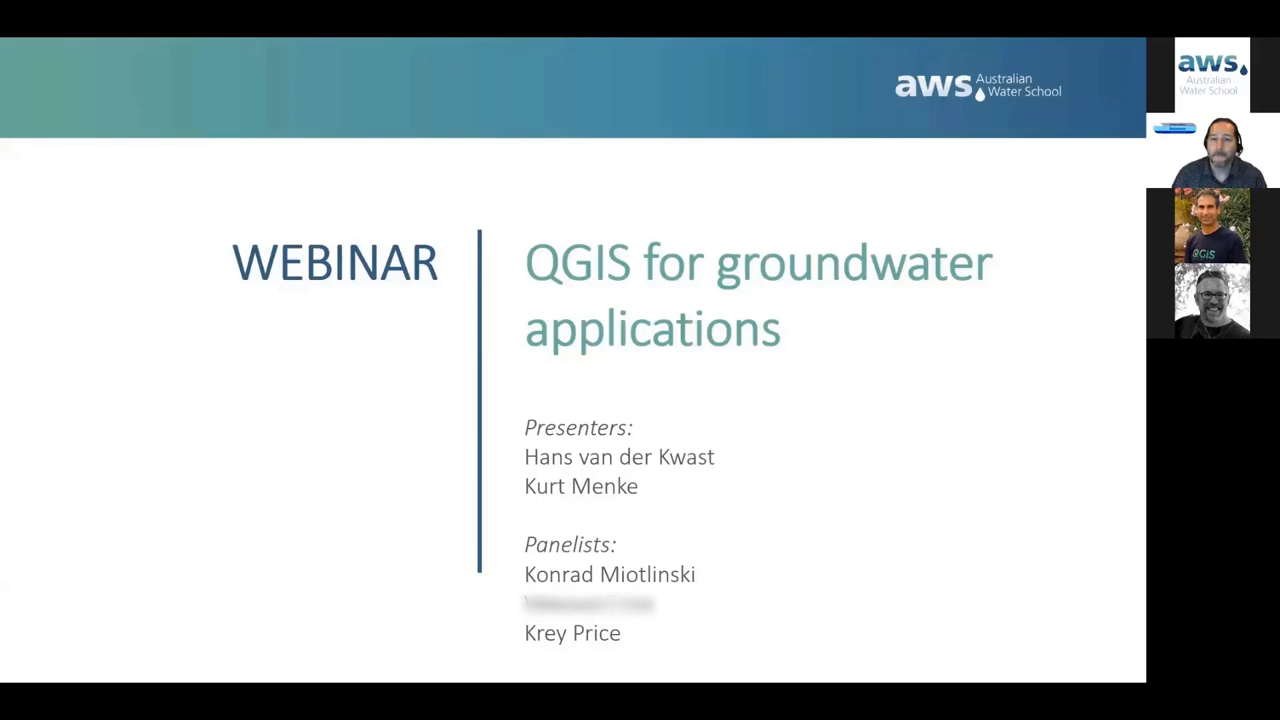 aws Australian
Water School
WEBINAR
QGIS for groundwater
applications
Presenters:
Hans van der Kwast
Kurt Menke
Panelists:
Konrad Miotlinski
Krey Price
aws
Australian
Water School
QGIS